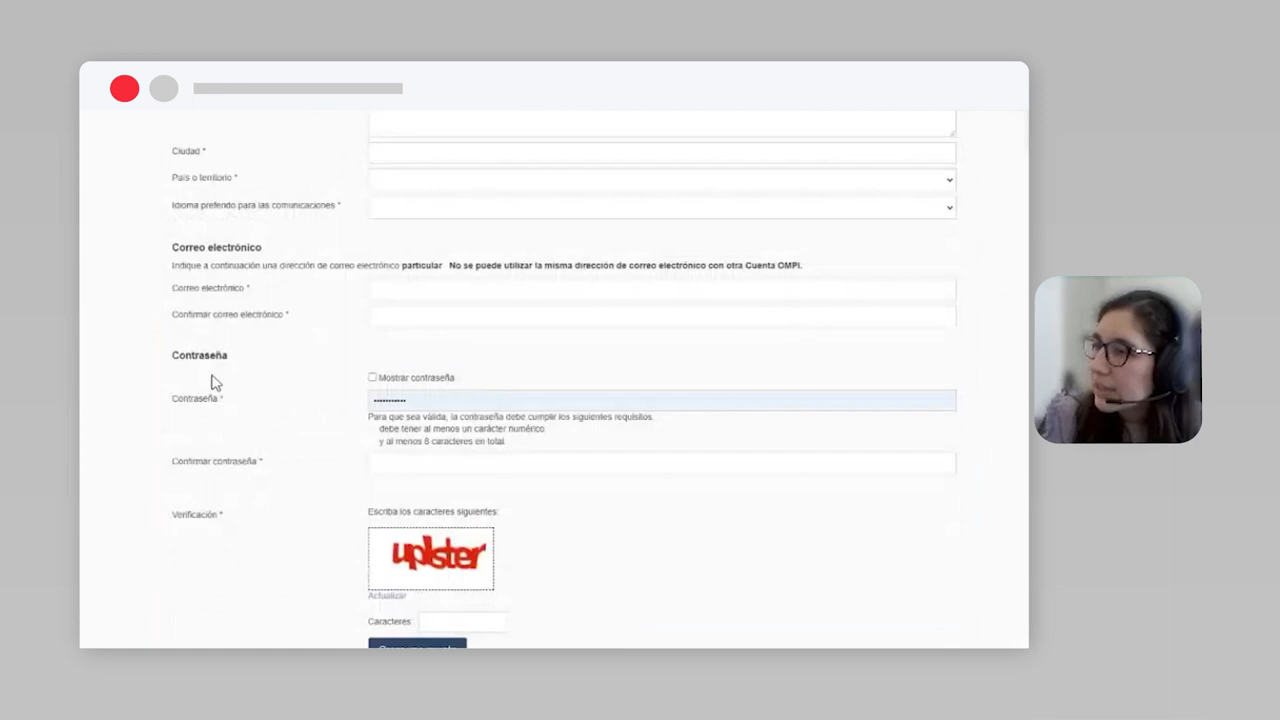 Ciudad *
País o territorio *
Idioma preferido para las comunicaciones *
Correo electrónico
Indique a continuación una dirección de correo electrónico particular No se puede utilizar la misma dirección de correo electrónico con otra Cuenta OMPI.
Correo electrónico *
Confirmar correo electrónico *
Contraseña
Mostrar contraseña
Contraseña *
Para que sea válida, la contraseña debe cumplir los siguientes requisitos.
debe tener al menos un carácter numérico
y al menos 8 caracteres en total
Confirmar contraseña *
Verificación *
Escriba los caracteres siguientes:
Actualizar
Caracteres: